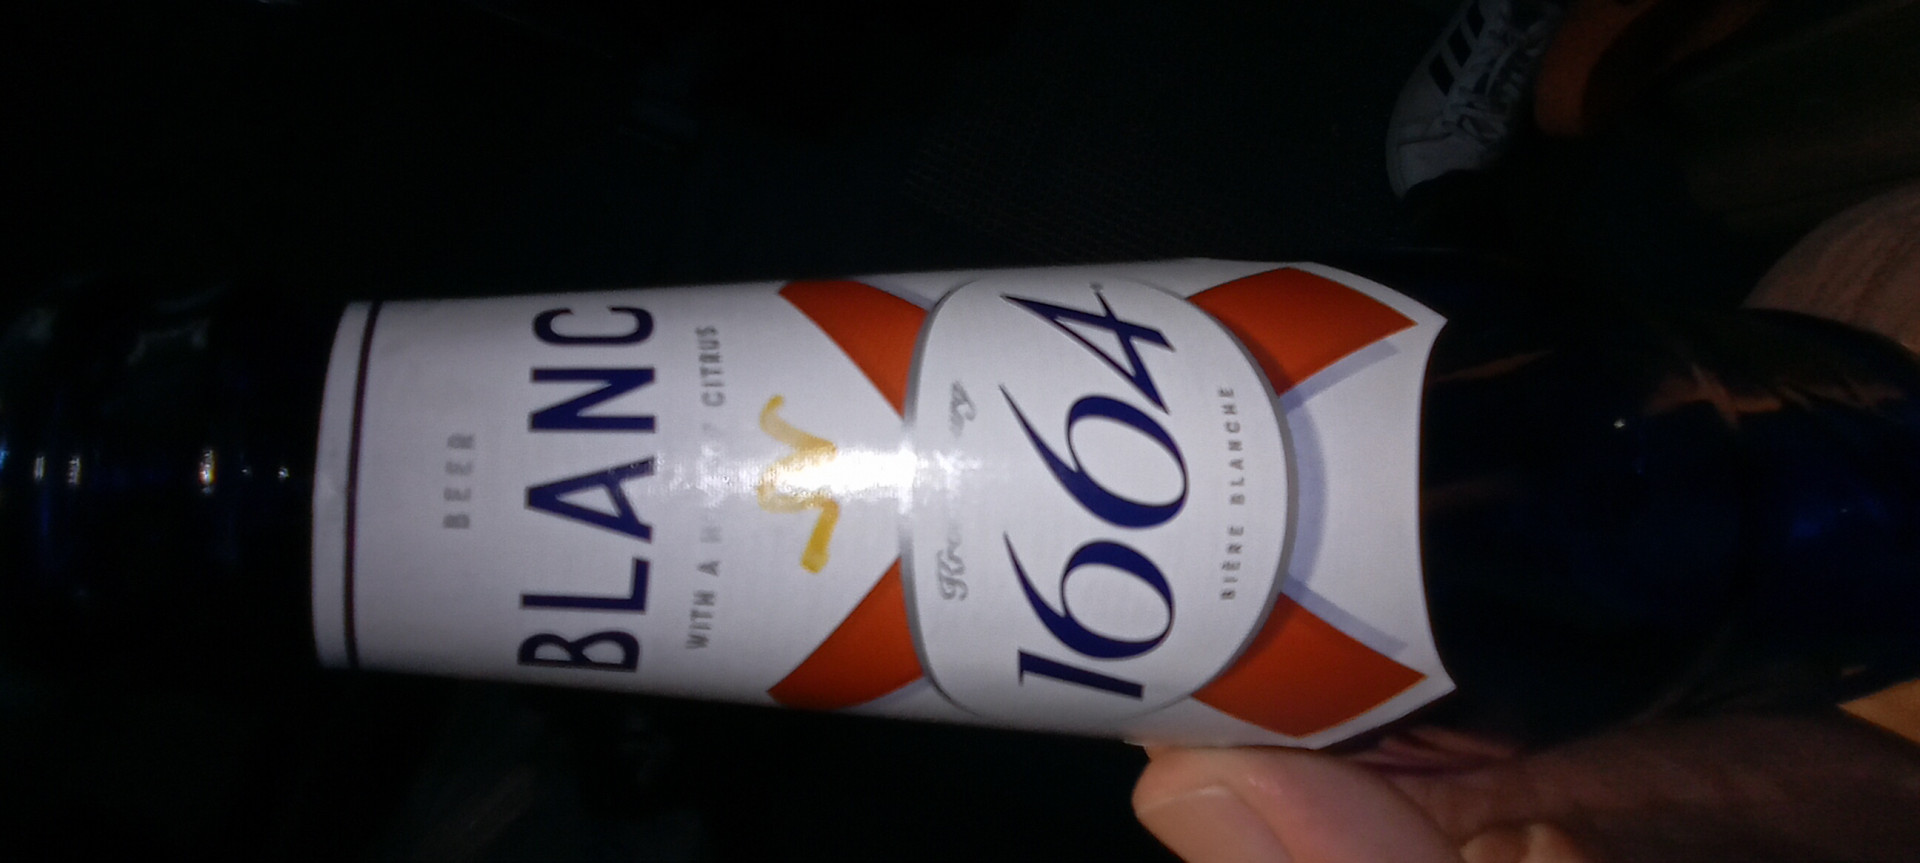 BEER
BLANC
WITH A CITRUS
1664
BIÈRE BLANCHE